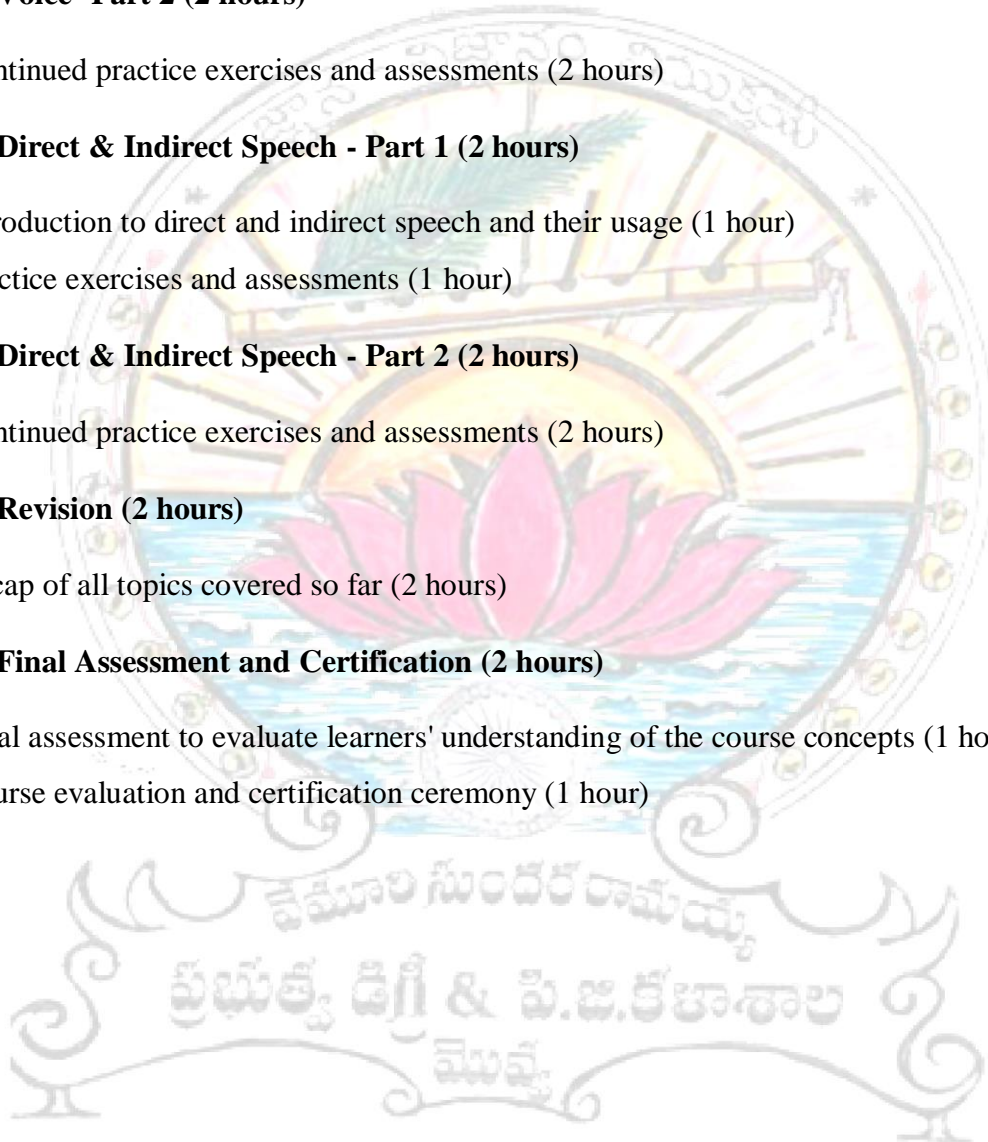 Voice- Part 2 (2 hours)
ntinued practice exercises and assessments (2 hours)
Direct & Indirect Speech - Part 1 (2 hours)
roduction to direct and indirect speech and their usage (1 hour)
ctice exercises and assessments (1 hour)
Direct & Indirect Speech - Part 2 (2 hours)
ntinued practice exercises and assessments (2 hours)
Revision (2 hours)
cap of all topics covered so far (2 hours)
Final Assessment and Certification (2 hours)
al assessment to evaluate learners' understanding of the course concepts (1 ho
urse evaluation and certification ceremony (1 hour)
వేమూరి సుందర రామయ్య
ప్రభుత్వ డిగ్రీ & పి.జి.కళాశాల
మొవ్వ